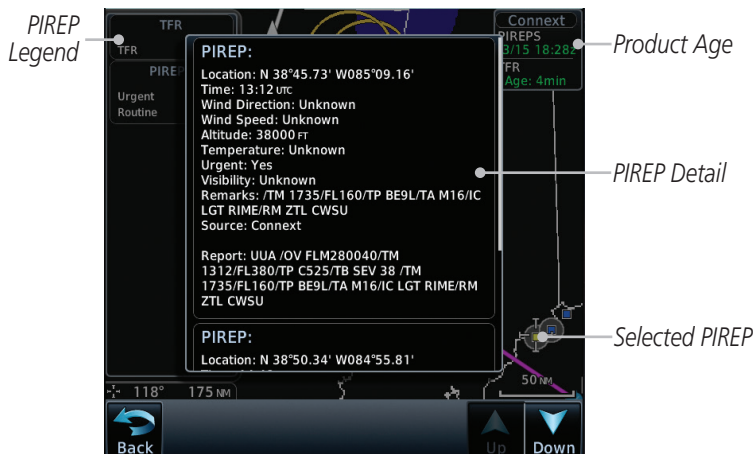 PIREP
Legend
TFR
TFR
PIREP
Urgent
Routine
PIREP:
Location: N 38°45.73' W085°09.16'
Time: 13:12 UTC
Wind Direction: Unknown
Wind Speed: Unknown
Altitude: 38000 FT
Temperature: Unknown
Urgent: Yes
Visibility: Unknown
Remarks: /TM 1735/FL160/TP BE9L/TA M16/IC
LGT RIME/RM ZTL CWSU
Source: Connext
Report: UUA /OV FLM280040/TM
1312/FL380/TP C525/TB SEV 38 /TM
1735/FL160/TP BE9L/TA M16/IC LGT RIME/RM
ZTL CWSU
PIREP:
Location: N 38°50.34' W084°55.81'
Connext
PIREPS
3/15 18:28z
TFR
Age: 4min
Product Age
PIREP Detail
Selected PIREP
118° 175 NM
50 NM
Back
Up
Down